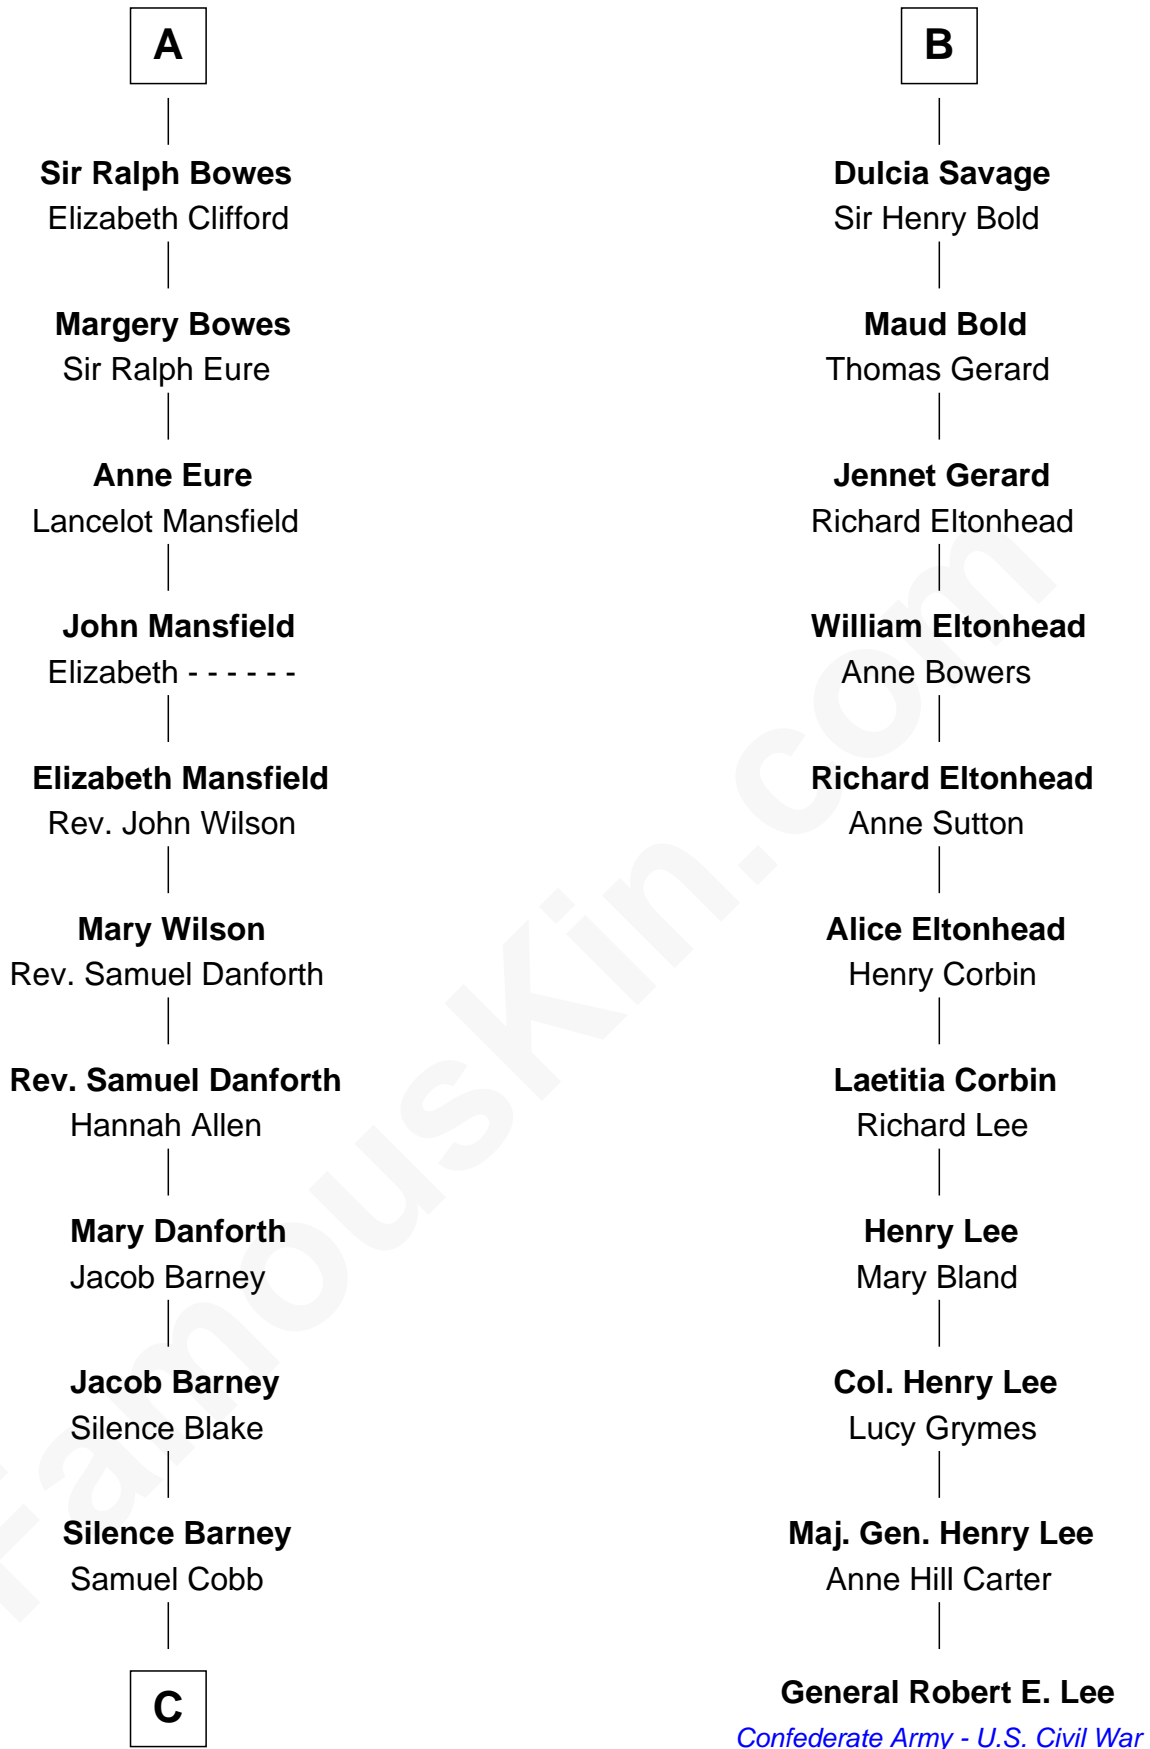 A
Sir Ralph Bowes
Elizabeth Clifford
Margery Bowes
Sir Ralph Eure
Anne Eure
Lancelot Mansfield
John Mansfield
Elizabeth - - - - - -
Elizabeth Mansfield
Rev. John Wilson
Mary Wilson
Rev. Samuel Danforth
Rev. Samuel Danforth
Hannah Allen
Mary Danforth
Jacob Barney
Jacob Barney
Silence Blake
Silence Barney
Samuel Cobb
C
B
Dulcia Savage
Sir Henry Bold
Maud Bold
Thomas Gerard
Jennet Gerard
Richard Eltonhead
William Eltonhead
Anne Bowers
Richard Eltonhead
Anne Sutton
Alice Eltonhead
Henry Corbin
Laetitia Corbin
Richard Lee
Henry Lee
Mary Bland
Col. Henry Lee
Lucy Grymes
Maj. Gen. Henry Lee
Anne Hill Carter
General Robert E. Lee
Confederate Army - U.S. Civil War
FamousKin.com